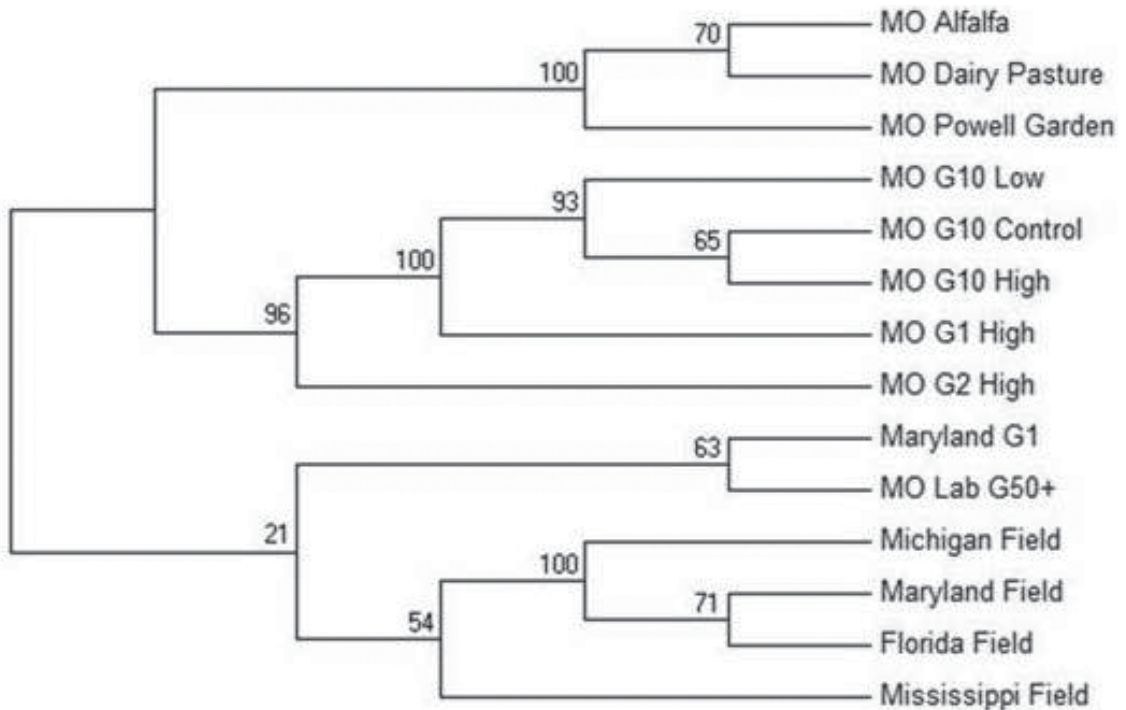 MO Alfalfa
70
MO Dairy Pasture
100
MO Powell Garden
MO G10 Low
93
MO G10 Control
65
100
MO G10 High
96
MO G1 High
MO G2 High
Maryland G1
63
MO Lab G50+
21
Michigan Field
100
Maryland Field
71
54
Florida Field
Mississippi Field